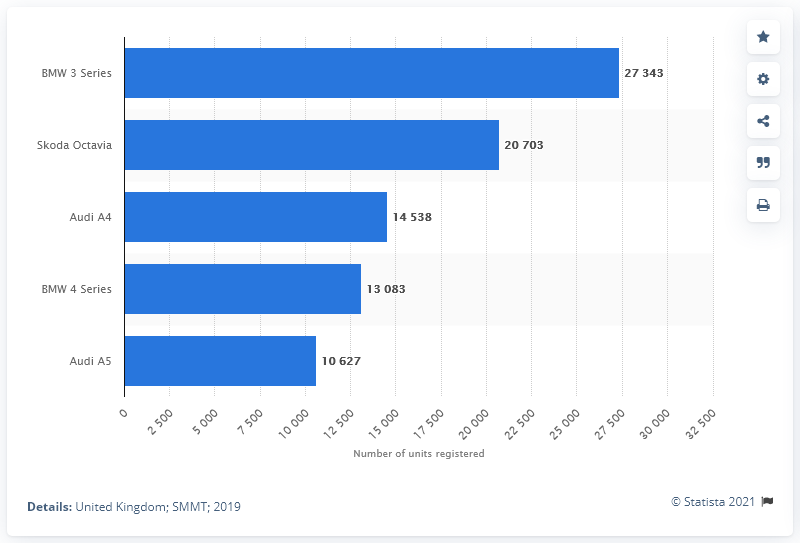 BMW 3 Series
27 343
Skoda Octavia
20 703
Audi A4
14 538
BMW 4 Series
13 083
Audi A5
10 627
0
2 500
5 000
7 500
10 000
12 500
15 000
17 500
20 000
22 500
25 000
27 500
30 000
32 500
Number of units registered
Details: United Kingdom; SMMT; 2019
© Statista 2021